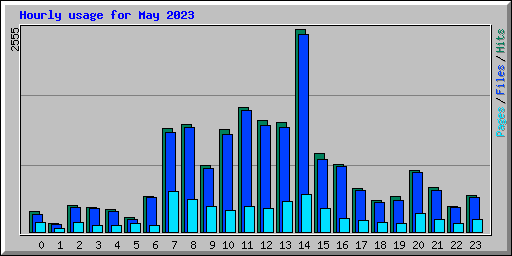 Hourly usage for May 2023
2555
Pages/Files/Hits
0 1 2 3 4 5 6 7 8 9 10 11 12 13 14 15 16 17 18 19 20 21 22 23